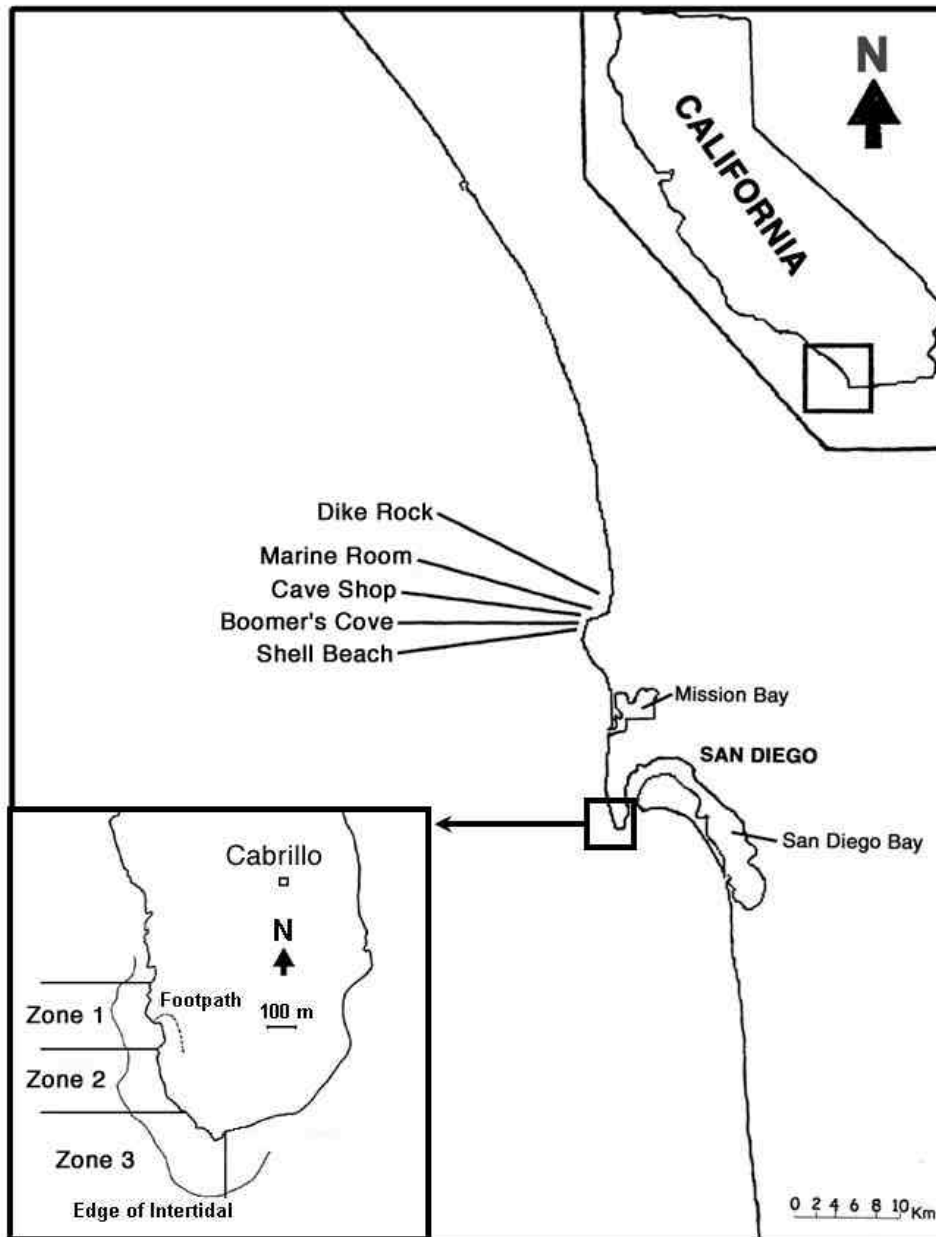 N
CALIFORNIA
Dike Rock
Marine Room
Cave Shop
Boomer's Cove
Shell Beach
Mission Bay
SAN DIEGO
San Diego Bay
Cabrillo
N
Footpath
100 m
Zone 1
Zone 2
Zone 3
Edge of Intertidal
0 2 4 6 8 10 Km